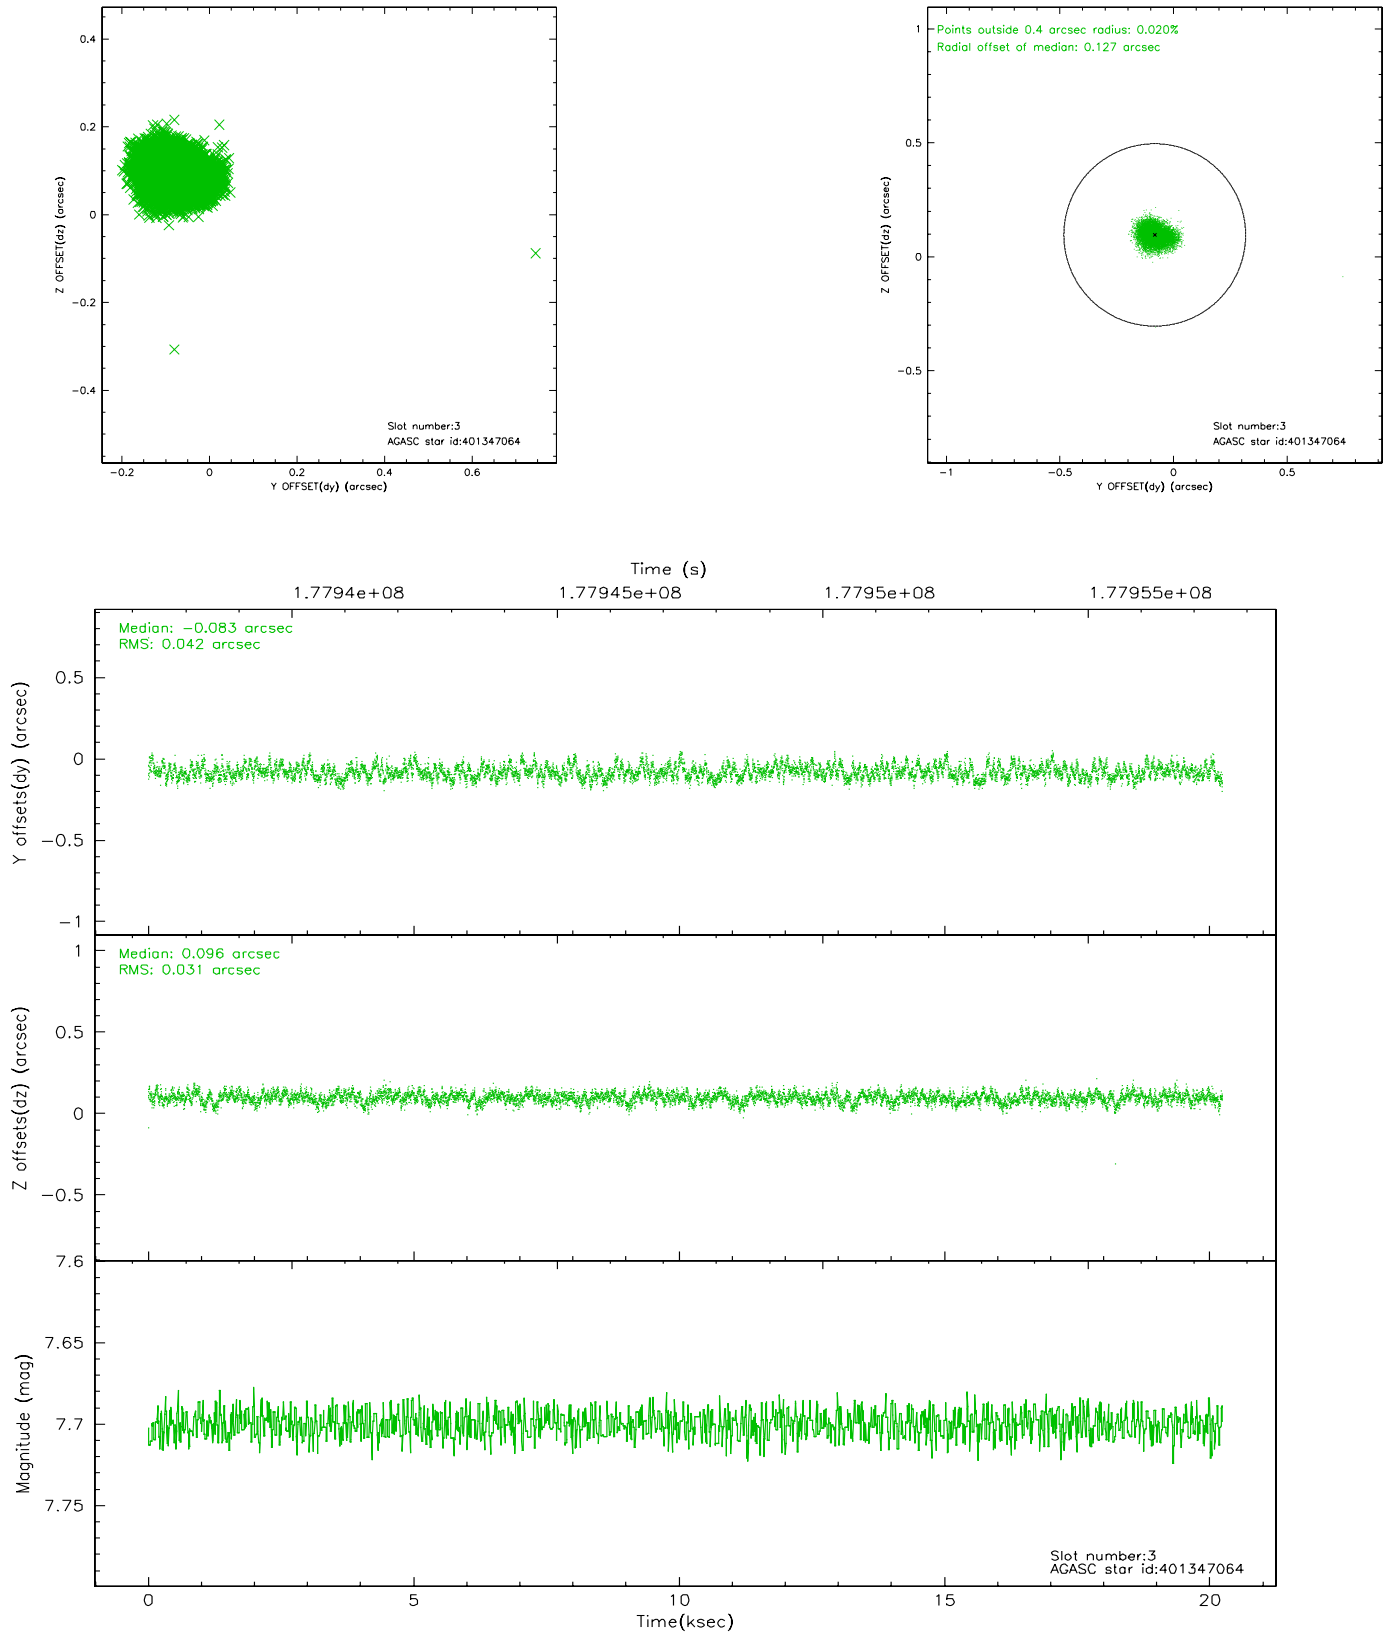 0.4
0.2
0
−0.2
−0.4
Z OFFSET(dz) (arcsec)
Slot number:3
AGASC star id:401347064
−0.2 0 0.2 0.4 0.6
Y OFFSET(dy) (arcsec)
Points outside 0.4 arcsec radius: 0.020%
Radial offset of median: 0.127 arcsec
1
0.5
0
−0.5
Z OFFSET(dz) (arcsec)
Slot number:3
AGASC star id:401347064
−1 −0.5 0 0.5
Y OFFSET(dy) (arcsec)
Time (s)
1.7794e+08 1.77945e+08 1.7795e+08 1.77955e+08
Median: −0.083 arcsec
RMS: 0.042 arcsec
0.5
0
−0.5
−1
Y offsets(dy) (arcsec)
Median: 0.096 arcsec
RMS: 0.031 arcsec
1
0.5
0
−0.5
Z offsets(dz) (arcsec)
7.6
7.65
7.7
7.75
Magnitude (mag)
Slot number:3
AGASC star id:401347064
0 5 10 15 20
Time(ksec)